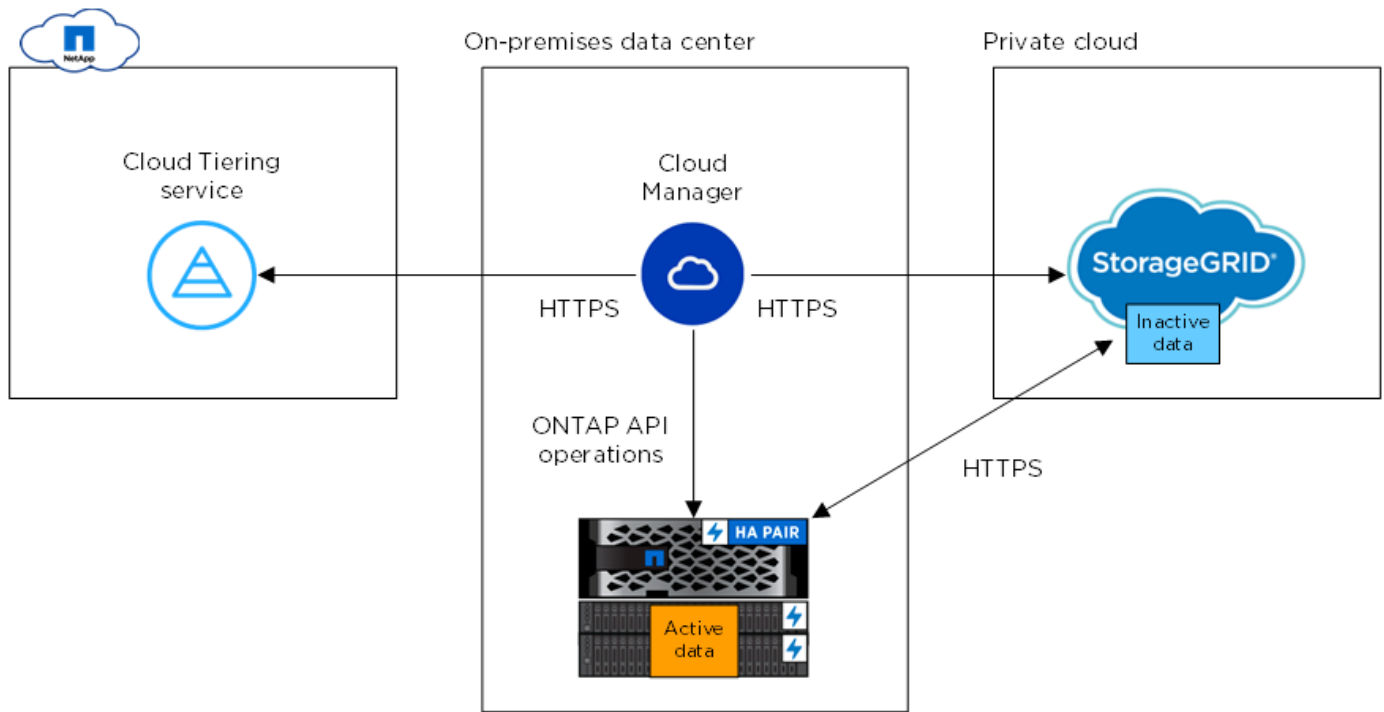 NetApp
On-premises data center
Private cloud
Cloud Tiering
service
Cloud
Manager
StorageGRID®
Inactive
data
HTTPS
HTTPS
ONTAP API
operations
HTTPS
HA PAIR
Active
data